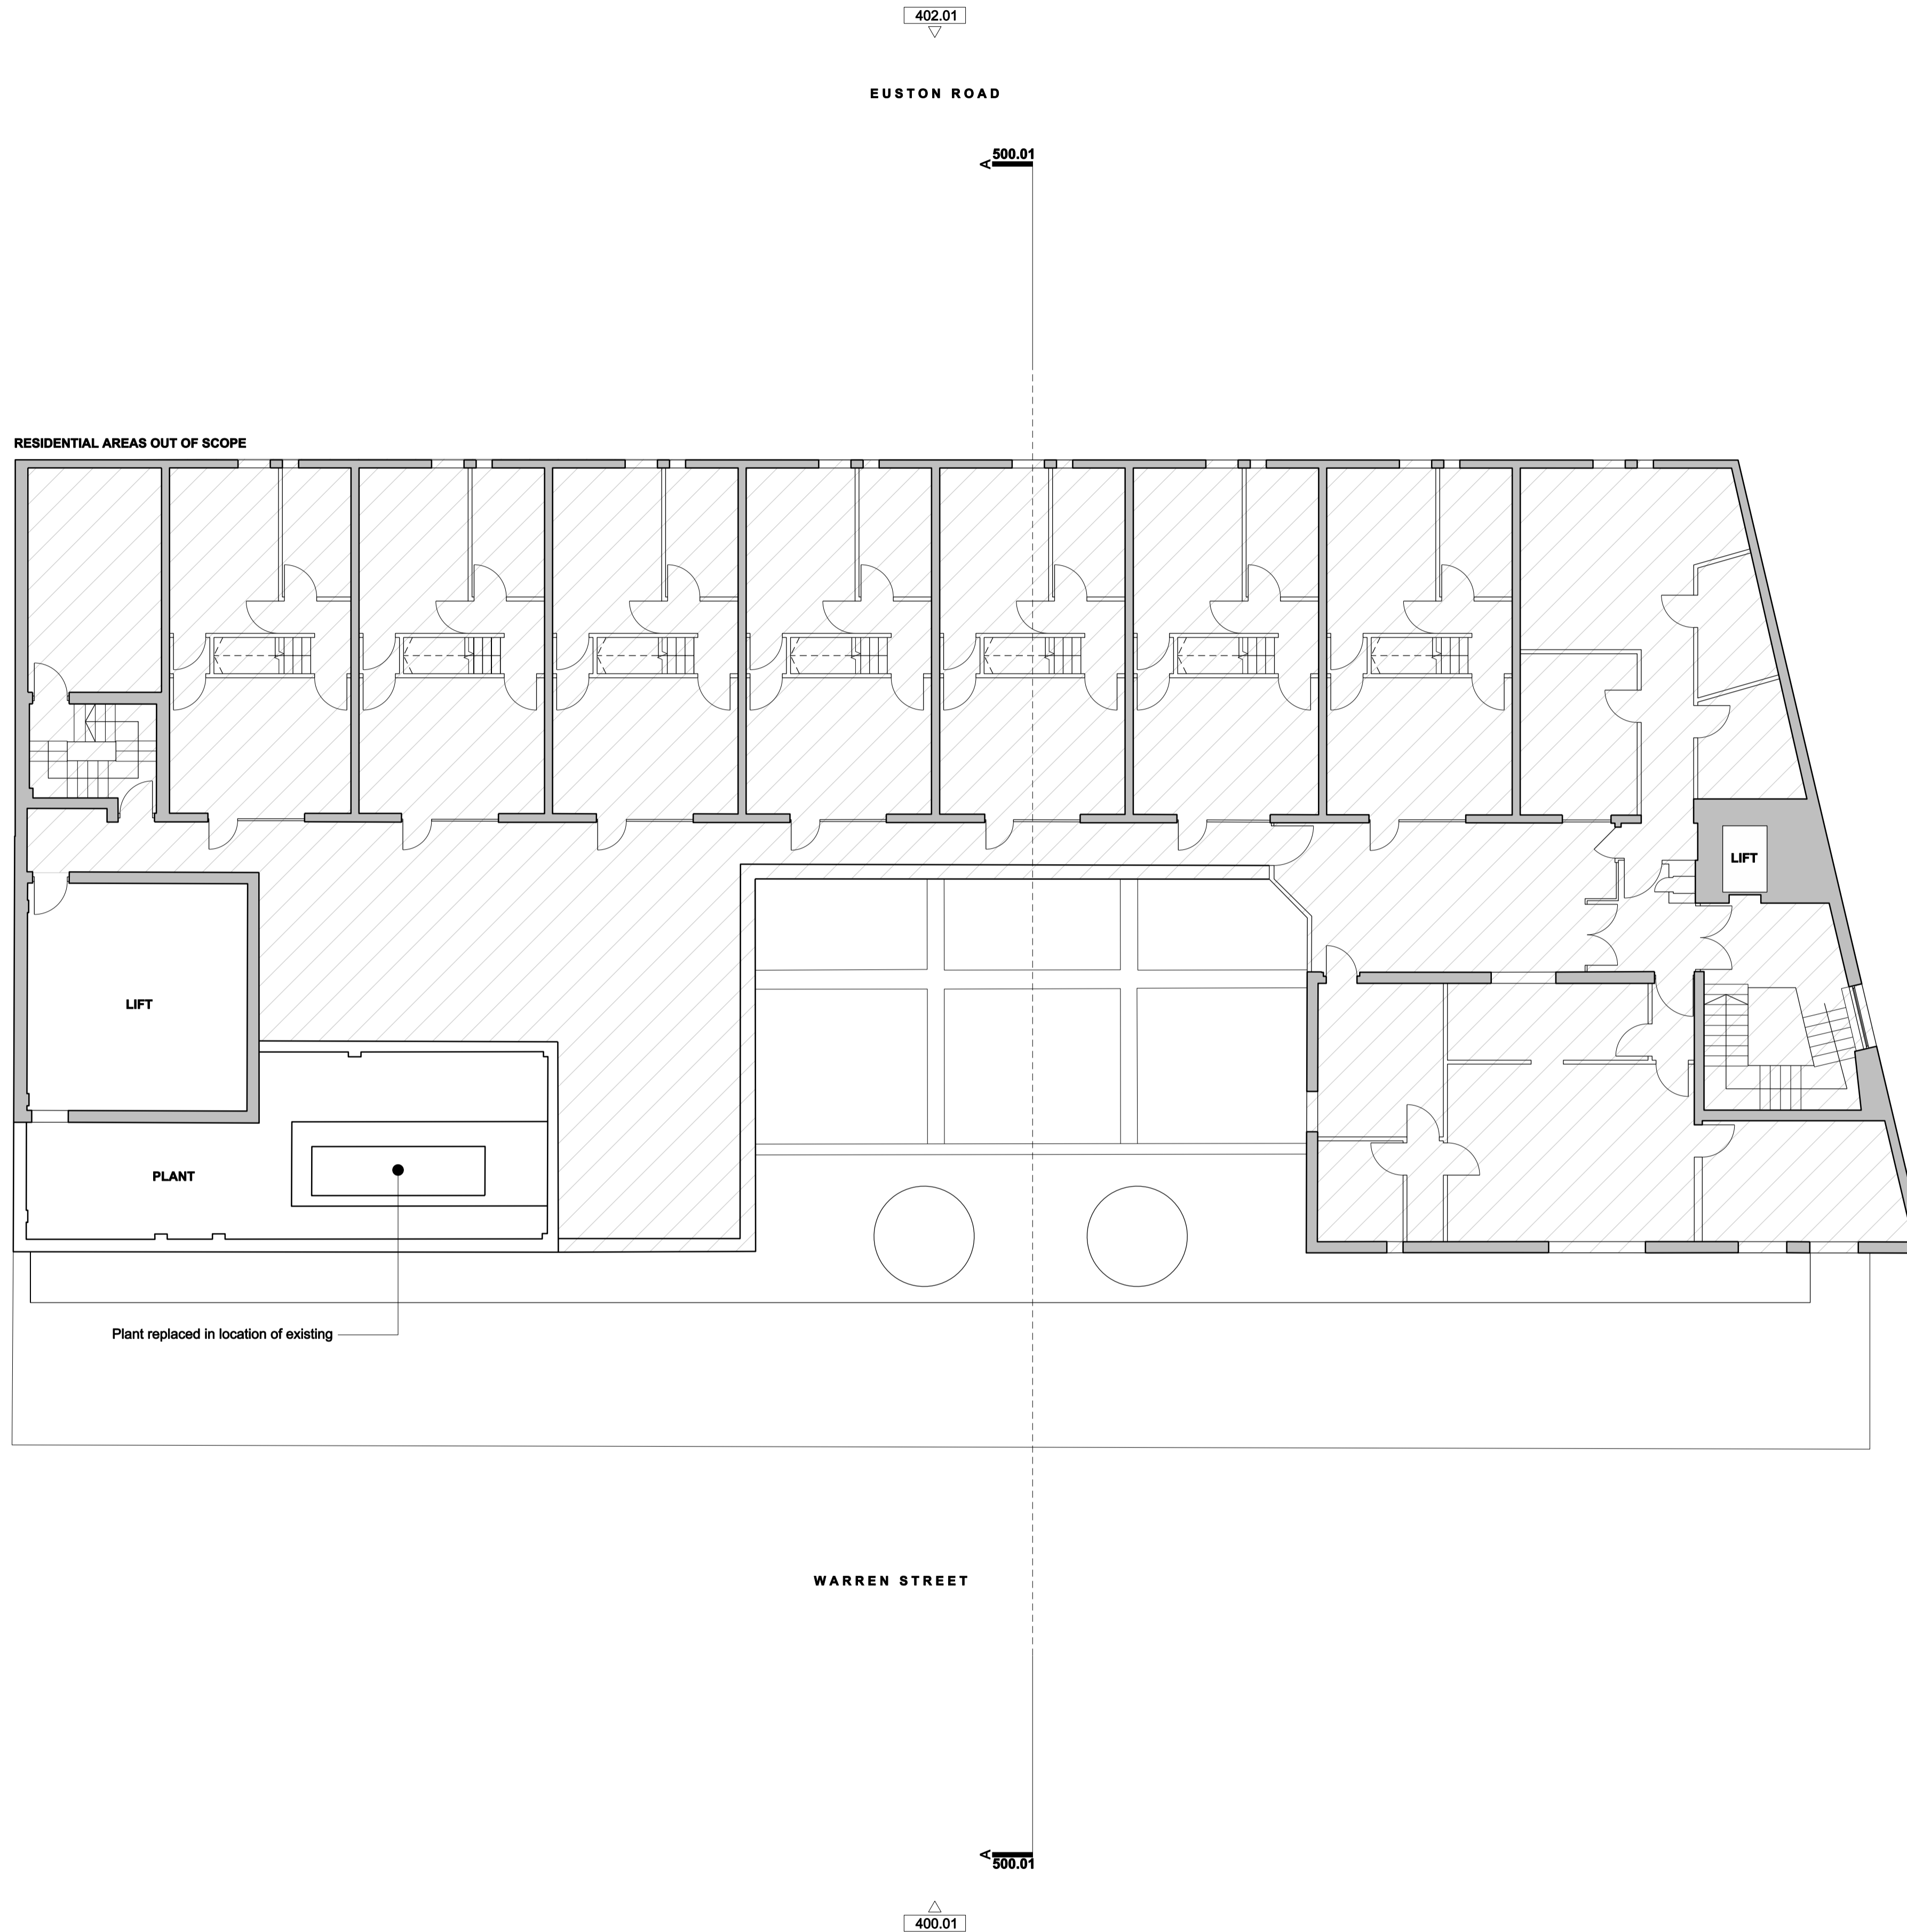 402.01
EUSTON ROAD
500.01
A
RESIDENTIAL AREAS OUT OF SCOPE
LIFT
LIFT
PLANT
Plant replaced in location of existing
WARREN STREET
A
500.01
400.01